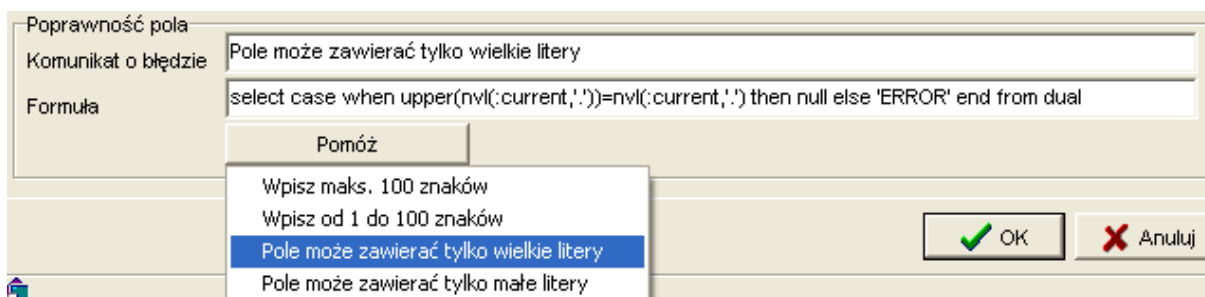 Poprawność pola
Komunikat o błędzie Pole może zawierać tylko wielkie litery
Formuła select case when upper(nvl(:current,'.'))=nvl(:current,'.') then null else 'ERROR' end from dual
Pomóż
Wpisz maks. 100 znaków
Wpisz od 1 do 100 znaków
Pole może zawierać tylko wielkie litery
Pole może zawierać tylko małe litery
OK Anuluj